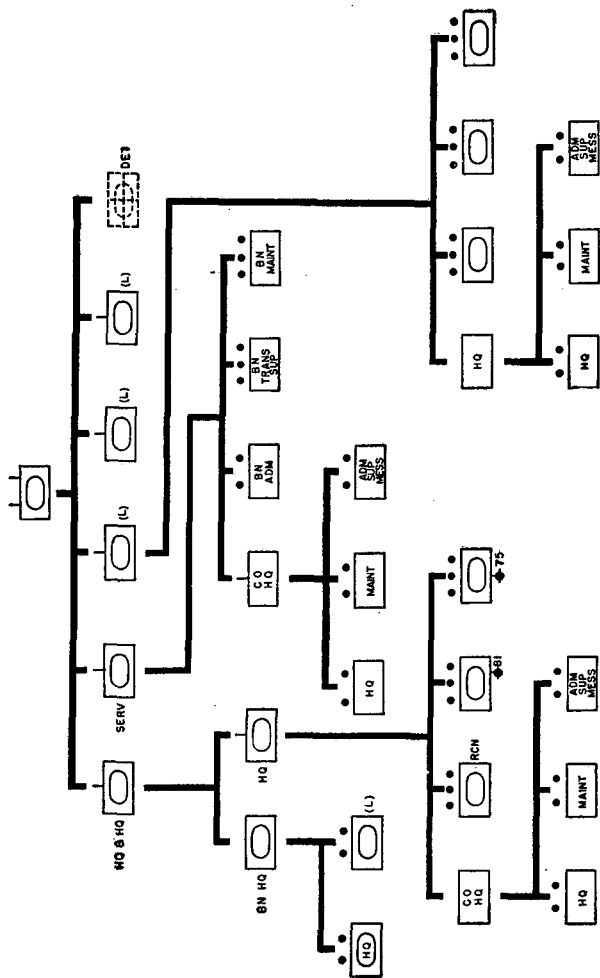 HQ & HQ
SERV
(L)
(L)
(L)
DET
BN HQ
HQ
CO
HQ
BN
ADM
BN
TRANS
SUP
BN
MAINT
HQ
(L)
HQ
MAINT
ADM
SUP
MESS
CO
HQ
RCN
81
75
HQ
HQ
MAINT
ADM
SUP
MESS
HQ
MAINT
ADM
SUP
MESS